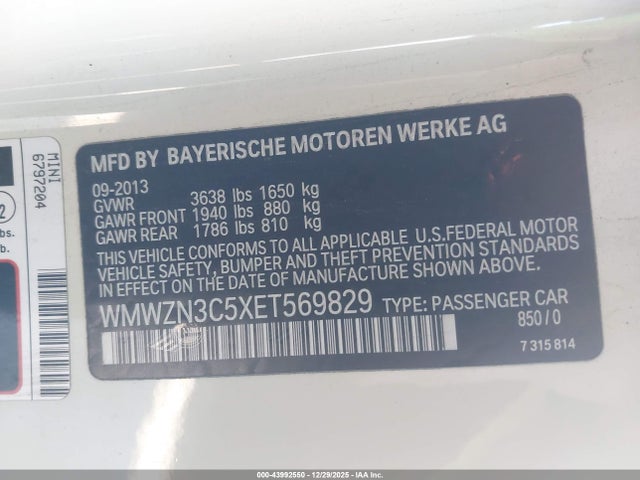 MINI
6797204
2
lbs.
lb.
MFD BY BAYERISCHE MOTOREN WERKE AG
09-2013
GVWR 3638 lbs 1650 kg
GAWR FRONT 1940 lbs 880 kg
GAWR REAR 1786 lbs 810 kg
THIS VEHICLE CONFORMS TO ALL APPLICABLE U.S.FEDERAL MOTOR
VEHICLE SAFETY, BUMPER AND THEFT PREVENTION STANDARDS
IN EFFECT ON THE DATE OF MANUFACTURE SHOWN ABOVE.
WMWZN3C5XET569829 TYPE: PASSENGER CAR
850/0
7 315 814
000-43992550 - 12/29/2025 - IAA Inc.